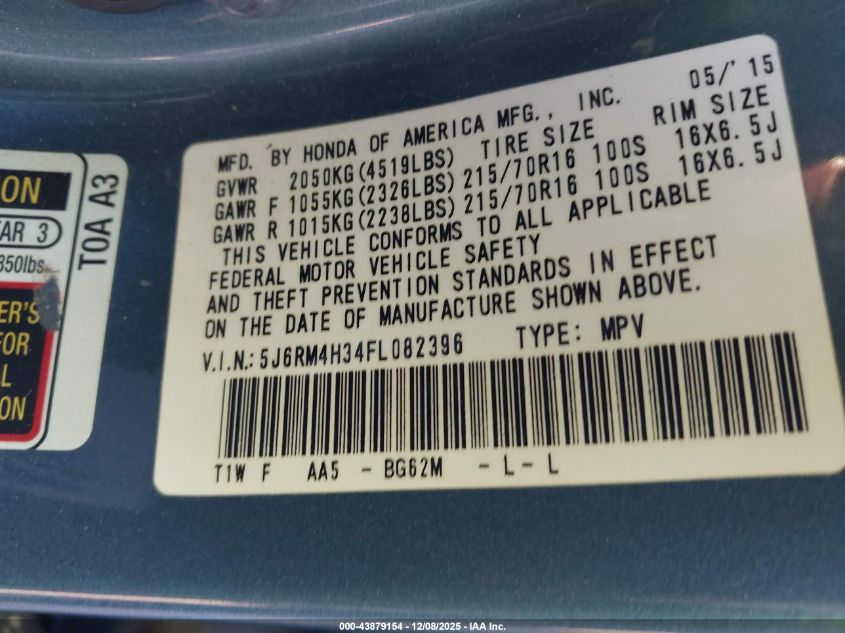 05/'15
MFD. BY HONDA OF AMERICA MFG., INC.
TIRE SIZE RIM SIZE
GVWR 2050KG(4519LBS)
GAWR F 1055KG(2326LBS) 215/70R16 100S 16X6.5J
GAWR R 1015KG(2238LBS) 215/70R16 100S 16X6.5J
THIS VEHICLE CONFORMS TO ALL APPLICABLE
FEDERAL MOTOR VEHICLE SAFETY
AND THEFT PREVENTION STANDARDS IN EFFECT
ON THE DATE OF MANUFACTURE SHOWN ABOVE.
V.I.N.: 5J6RM4H34FL082396 TYPE: MPV
T1W F AA5 - BG62M - L - L
ION
AR 3
850lbs
ER'S
FOR
L
ON
T0A A3
000-43879154 - 12/08/2025 - IAA Inc.